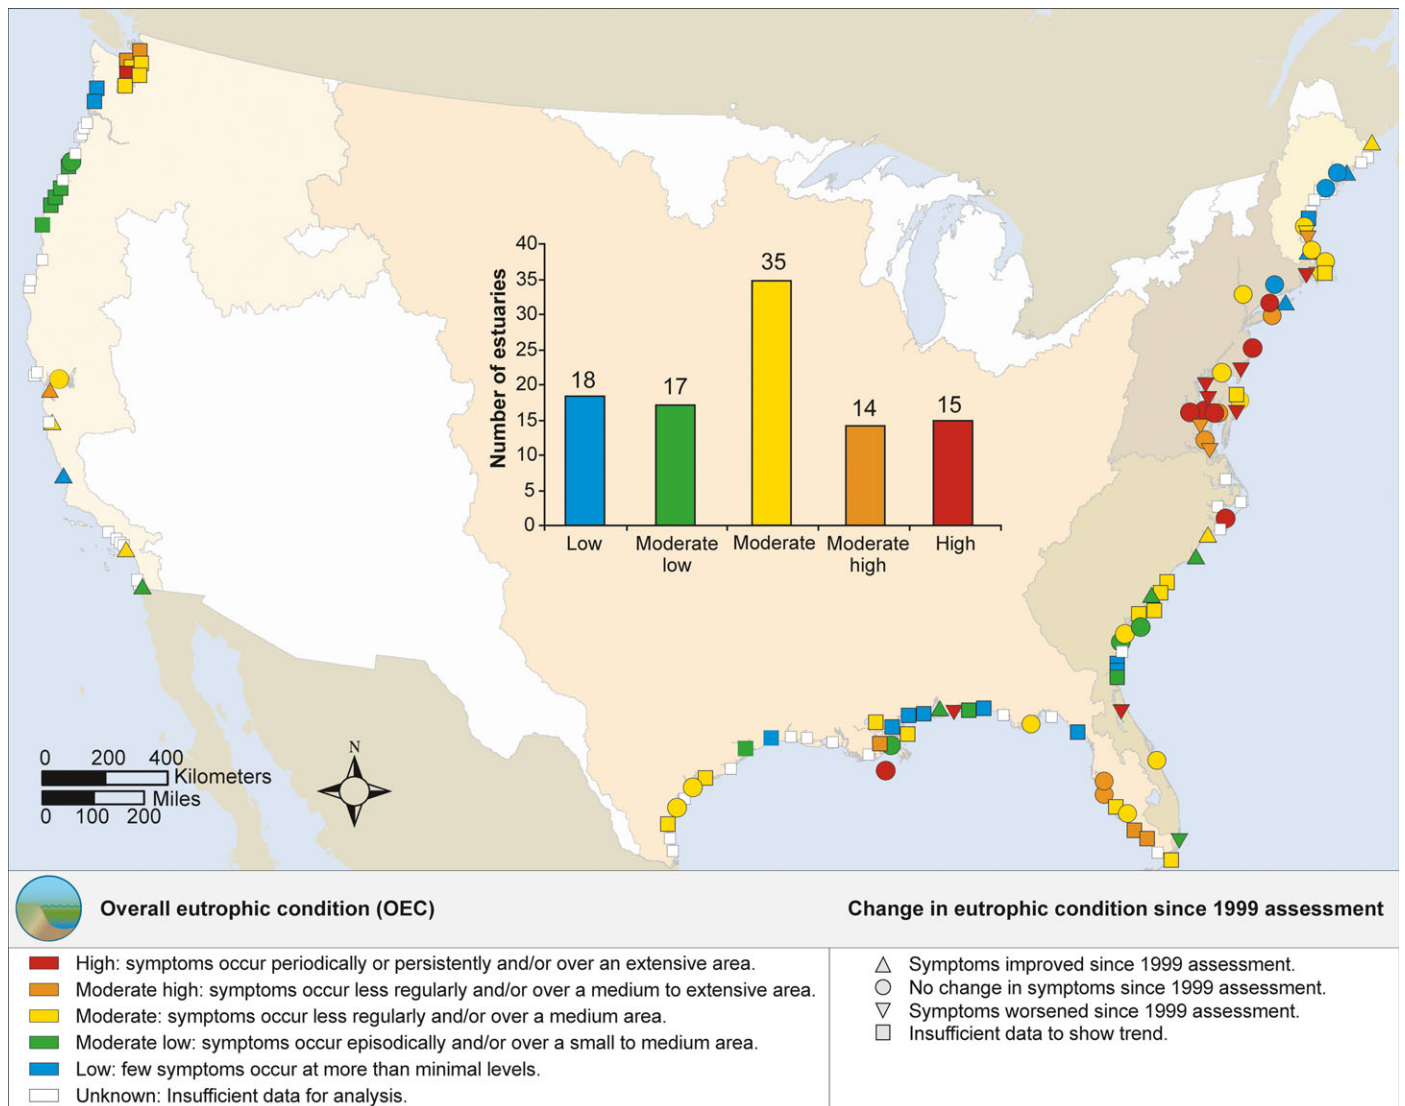 40
35
30
25
20
15
10
5
0
Number of estuaries
18
17
35
14
15
Low
Moderate
low
Moderate
Moderate
high
High
N
0 200 400
Kilometers
Miles
0 100 200
Overall eutrophic condition (OEC)
High: symptoms occur periodically or persistently and/or over an extensive area.
Moderate high: symptoms occur less regularly and/or over a medium to extensive area.
Moderate: symptoms occur less regularly and/or over a medium area.
Moderate low: symptoms occur episodically and/or over a small to medium area.
Low: few symptoms occur at more than minimal levels.
Unknown: Insufficient data for analysis.
Change in eutrophic condition since 1999 assessment
Symptoms improved since 1999 assessment.
No change in symptoms since 1999 assessment.
Symptoms worsened since 1999 assessment.
Insufficient data to show trend.